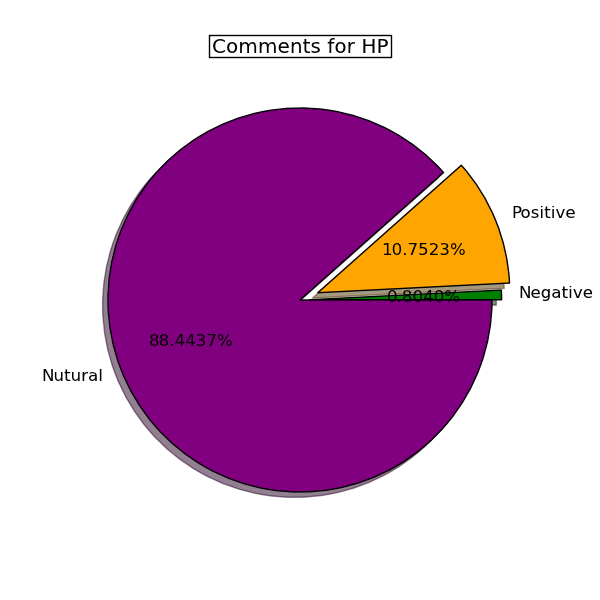 Comments for HP
Positive
10.7523%
Negative
0.8040%
88.4437%
Nutural